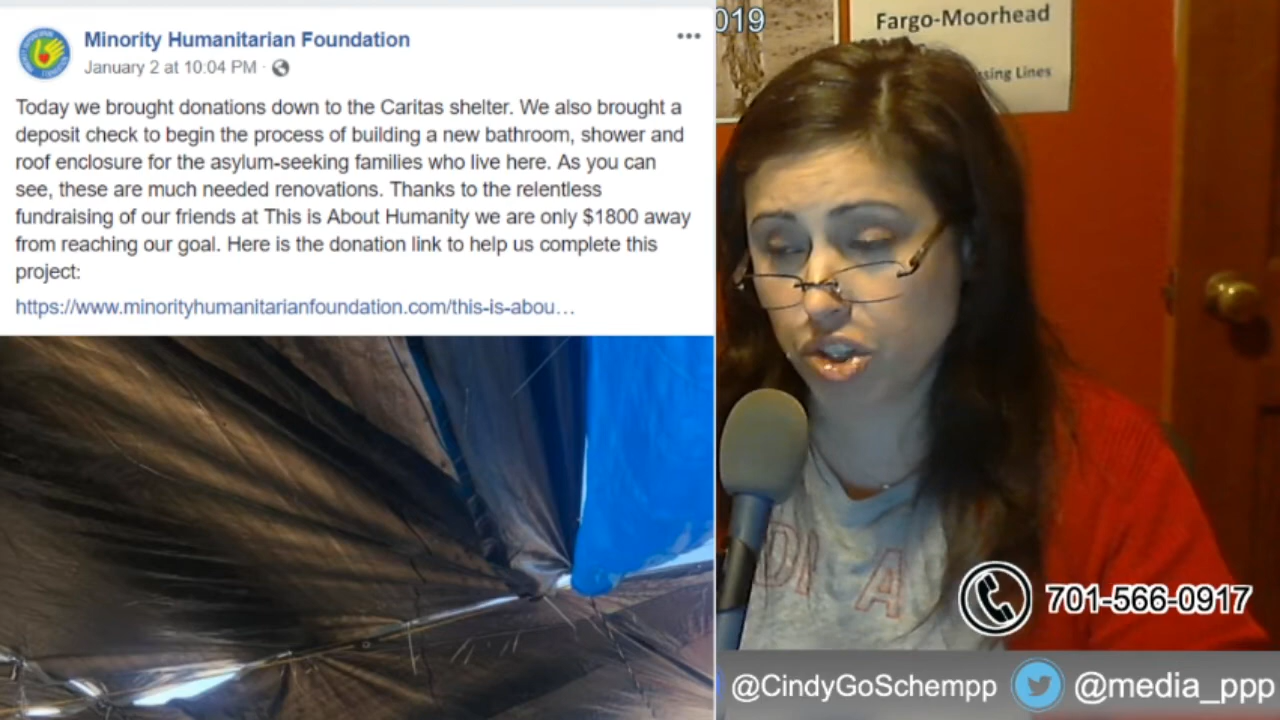 Minority Humanitarian Foundation
January 2 at 10:04 PM ·
Today we brought donations down to the Caritas shelter. We also brought a
deposit check to begin the process of building a new bathroom, shower and
roof enclosure for the asylum-seeking families who live here. As you can
see, these are much needed renovations. Thanks to the relentless
fundraising of our friends at This is About Humanity we are only $1800 away
from reaching our goal. Here is the donation link to help us complete this
project:
https://www.minorityhumanitarianfoundation.com/this-is-abou…
019
Fargo-Moorhead
sing Lines
DI A
701-566-0917
@CindyGoSchempp
@media_ppp